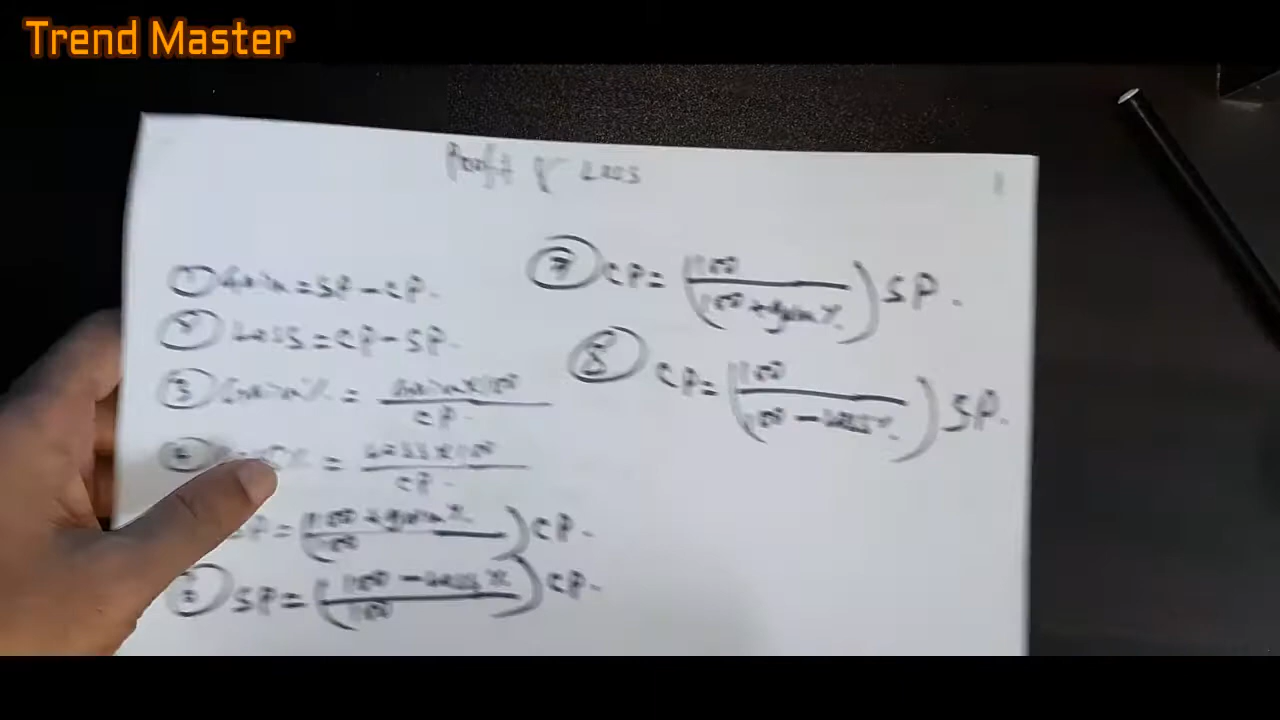 Trend Master
Profit & Loss
1
① Gain = SP - CP.
② Loss = CP - SP.
③ Gain% = Gain x 100 / CP.
④ % = Loss x 100 / CP.
SP = (100 + gain% / 100) CP.
⑥ SP = (100 - Loss% / 100) CP.
⑦ CP = (100 / 100 + gain%) SP.
⑧ CP = (100 / 100 - Loss%) SP.